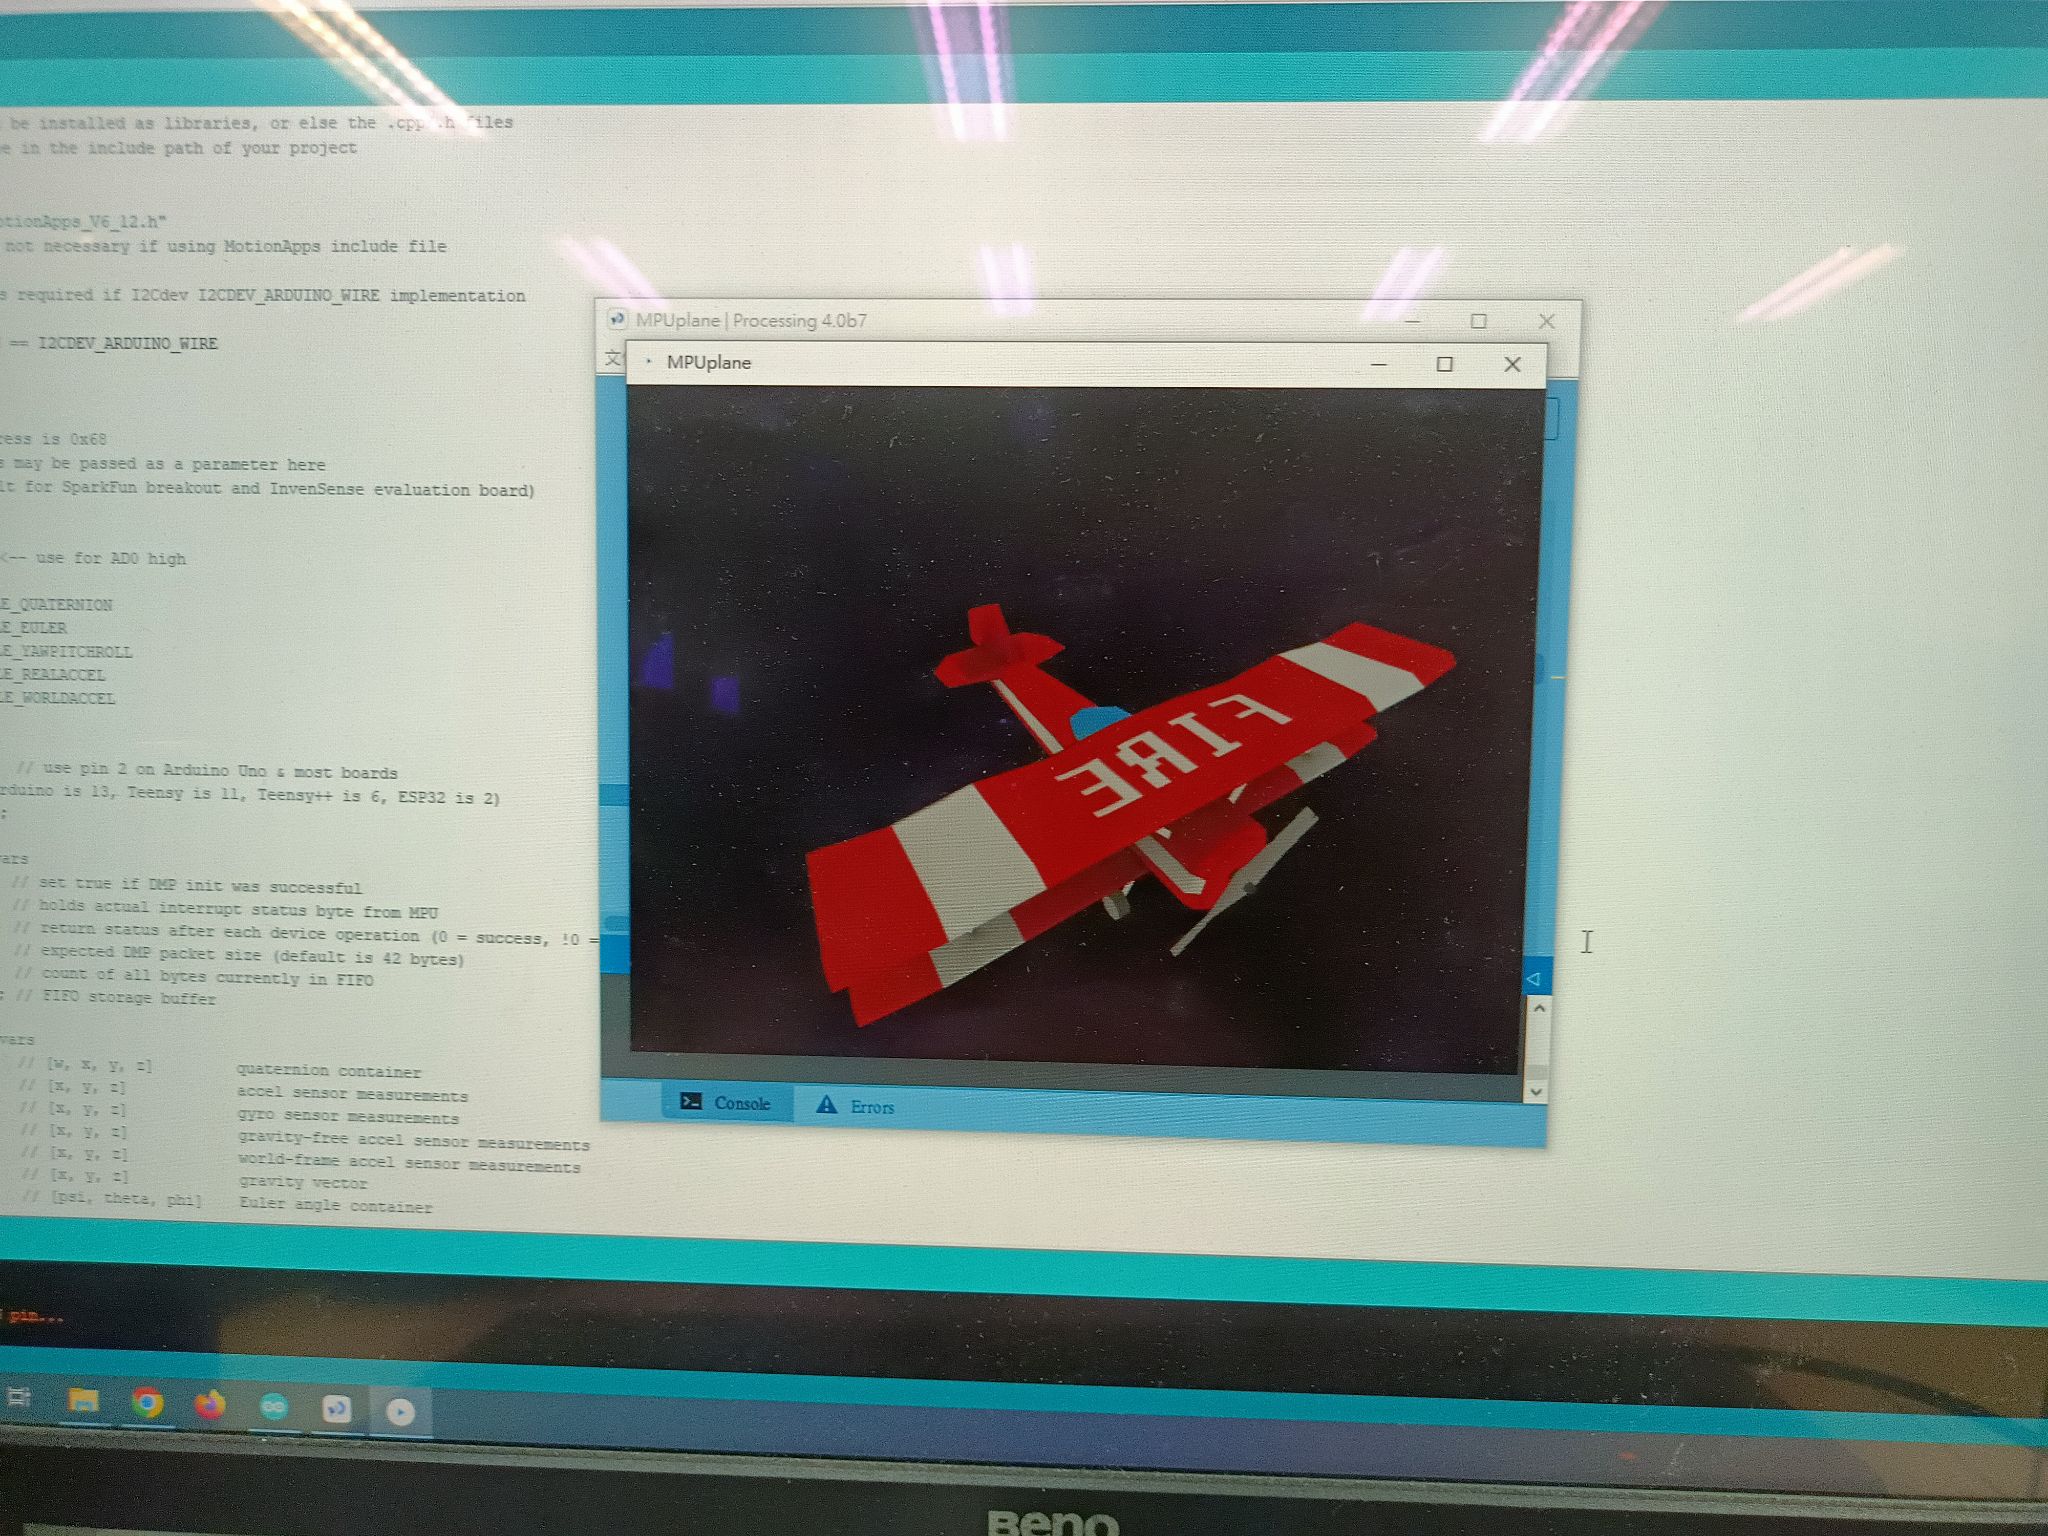 be installed as libraries, or else the .cpp/.h files
in the include path of your project
otionApps_V6_12.h"
not necessary if using MotionApps include file
s required if I2Cdev I2CDEV_ARDUINO_WIRE implementation
== I2CDEV_ARDUINO_WIRE
ress is 0x68
s may be passed as a parameter here
lt for SparkFun breakout and InvenSense evaluation board)
<-- use for AD0 high
E_QUATERNION
E_EULER
LE_YAWPITCHROLL
LE_REALACCEL
LE_WORLDACCEL
// use pin 2 on Arduino Uno & most boards
rduino is 13, Teensy is 11, Teensy++ is 6, ESP32 is 2)
;
vars
// set true if DMP init was successful
// holds actual interrupt status byte from MPU
// return status after each device operation (0 = success, !0 =
// expected DMP packet size (default is 42 bytes)
// count of all bytes currently in FIFO
; // FIFO storage buffer
vars
// [w, x, y, z] quaternion container
// [x, y, z] accel sensor measurements
// [x, y, z] gyro sensor measurements
// [x, y, z] gravity-free accel sensor measurements
// [x, y, z] world-frame accel sensor measurements
// [x, y, z] gravity vector
// [psi, theta, phi] Euler angle container
pin...
MPUplane | Processing 4.0b7
文
MPUplane
FIRE
Console
Errors
BenQ